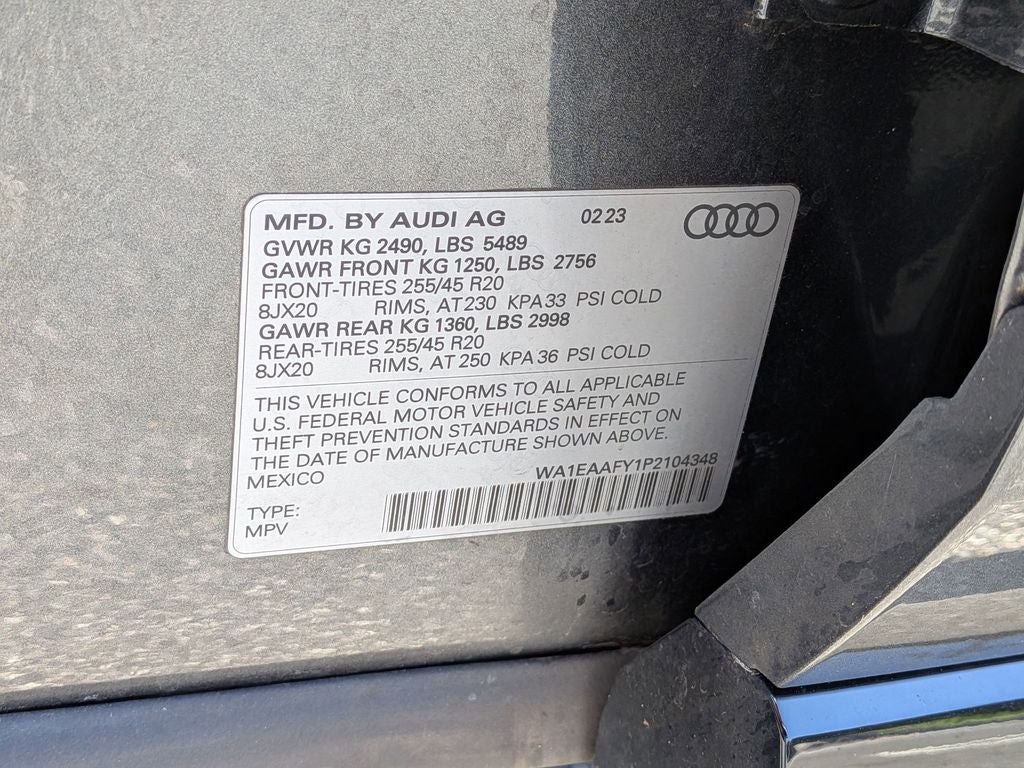 MFD. BY AUDI AG 02 23
GVWR KG 2490, LBS 5489
GAWR FRONT KG 1250, LBS 2756
FRONT-TIRES 255/45 R20
8JX20 RIMS, AT 230 KPA 33 PSI COLD
GAWR REAR KG 1360, LBS 2998
REAR-TIRES 255/45 R20
8JX20 RIMS, AT 250 KPA 36 PSI COLD
THIS VEHICLE CONFORMS TO ALL APPLICABLE
U.S. FEDERAL MOTOR VEHICLE SAFETY AND
THEFT PREVENTION STANDARDS IN EFFECT ON
THE DATE OF MANUFACTURE SHOWN ABOVE.
MEXICO WA1EAAFY1P2104348
TYPE:
MPV